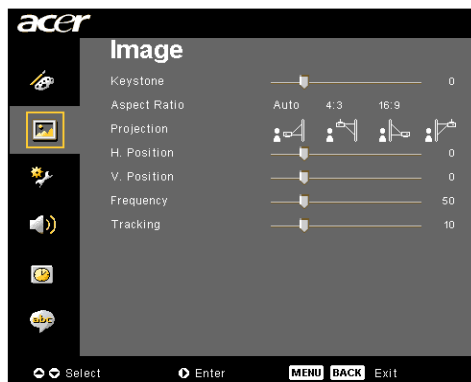 acer
Image
Keystone 0
Aspect Ratio Auto 4:3 16:9
Projection
H. Position 0
V. Position 0
Frequency 50
Tracking 10
abc
Select Enter MENU BACK Exit